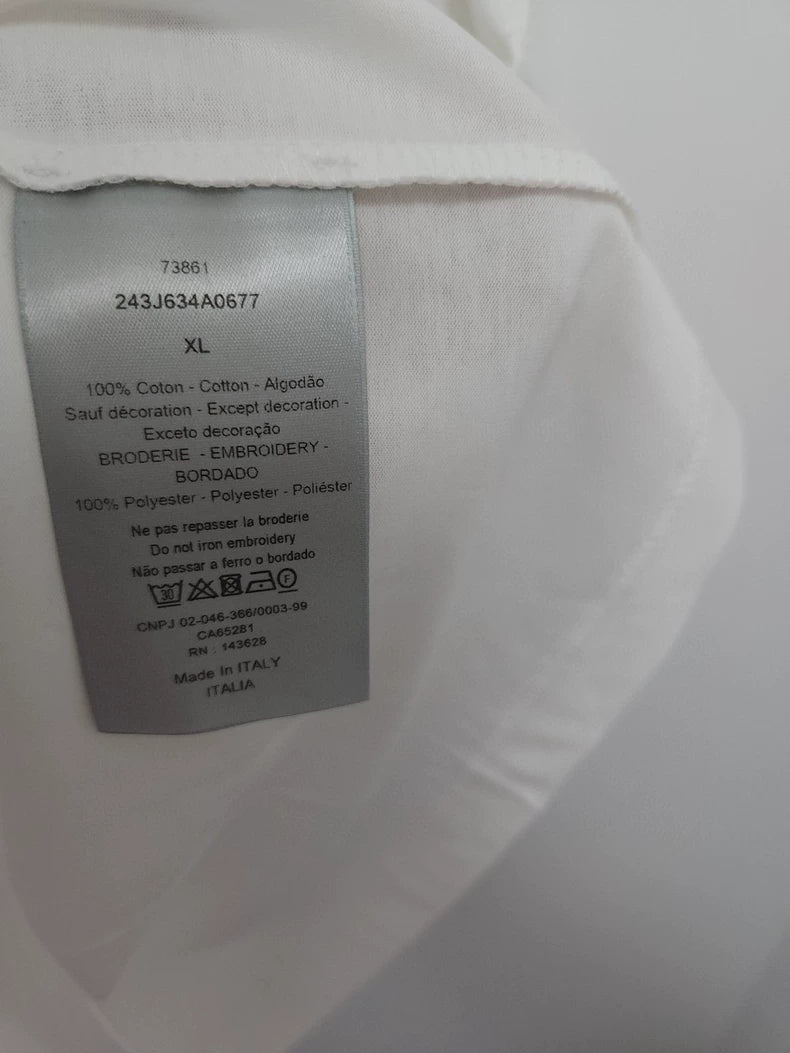 73861
243J634A0677
XL
100% Coton - Cotton - Algodão
Sauf décoration - Except decoration -
Exceto decoração
BRODERIE - EMBROIDERY -
BORDADO
100% Polyester - Polyester - Poliéster
Ne pas repasser la broderie
Do not iron embroidery
Não passar a ferro o bordado
30 F
CNPJ 02-046-366/0003-99
CA65281
RN : 143628
Made In ITALY
ITALIA